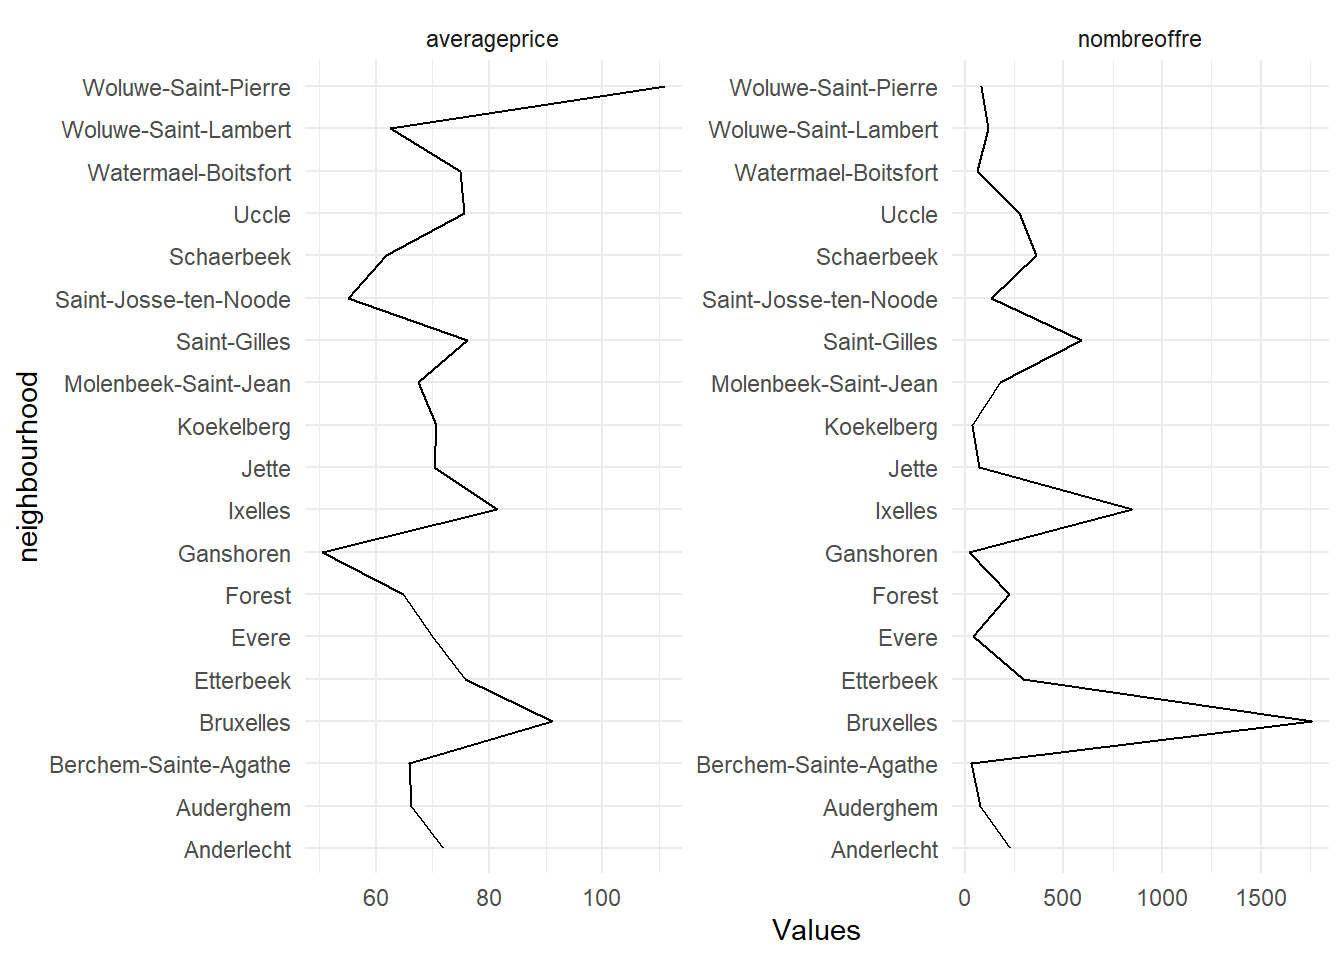 averageprice
nombreoffre
neighbourhood
Woluwe-Saint-Pierre
Woluwe-Saint-Lambert
Watermael-Boitsfort
Uccle
Schaerbeek
Saint-Josse-ten-Noode
Saint-Gilles
Molenbeek-Saint-Jean
Koekelberg
Jette
Ixelles
Ganshoren
Forest
Evere
Etterbeek
Bruxelles
Berchem-Sainte-Agathe
Auderghem
Anderlecht
60 80 100
Woluwe-Saint-Pierre
Woluwe-Saint-Lambert
Watermael-Boitsfort
Uccle
Schaerbeek
Saint-Josse-ten-Noode
Saint-Gilles
Molenbeek-Saint-Jean
Koekelberg
Jette
Ixelles
Ganshoren
Forest
Evere
Etterbeek
Bruxelles
Berchem-Sainte-Agathe
Auderghem
Anderlecht
0 500 1000 1500
Values